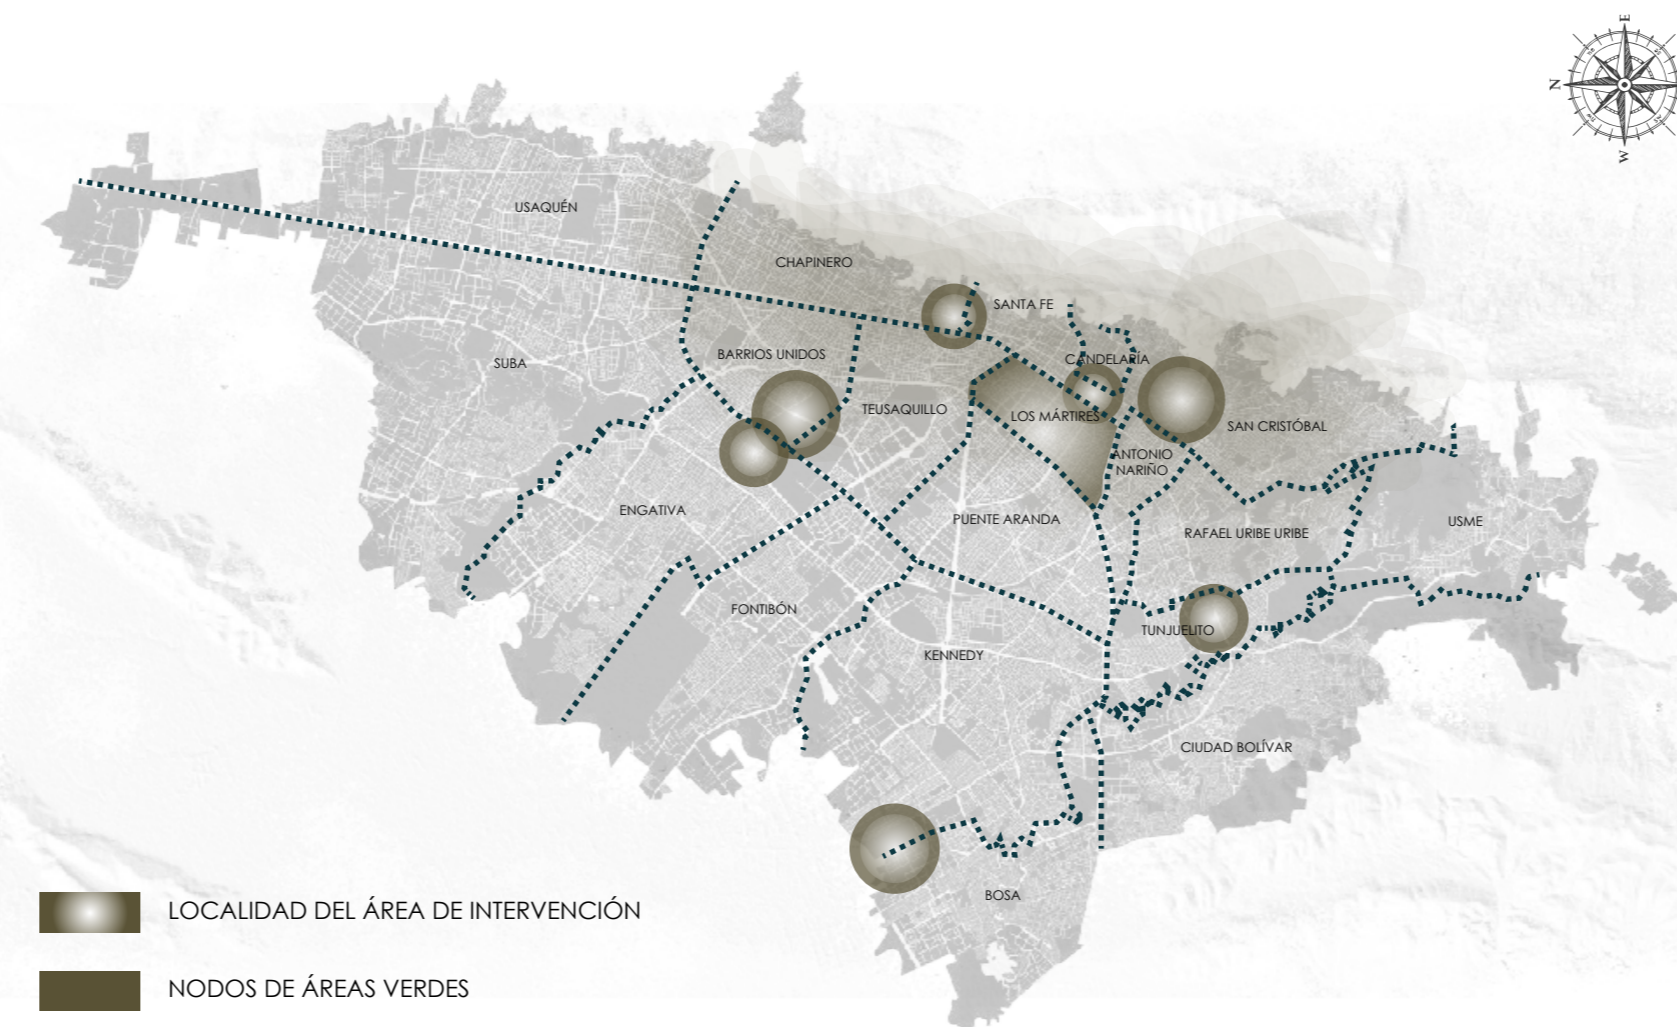 E
N
W
USAQUÉN
CHAPINERO
SANTA FE
SUBA
BARRIOS UNIDOS
CANDELARÍA
TEUSAQUILLO
LOS MÁRTIRES
SAN CRISTÓBAL
ANTONIO
NARIÑO
ENGATIVA
PUENTE ARANDA
RAFAEL URIBE URIBE
USME
FONTIBÓN
TUNJUELITO
KENNEDY
CIUDAD BOLÍVAR
BOSA
LOCALIDAD DEL ÁREA DE INTERVENCIÓN
NODOS DE ÁREAS VERDES